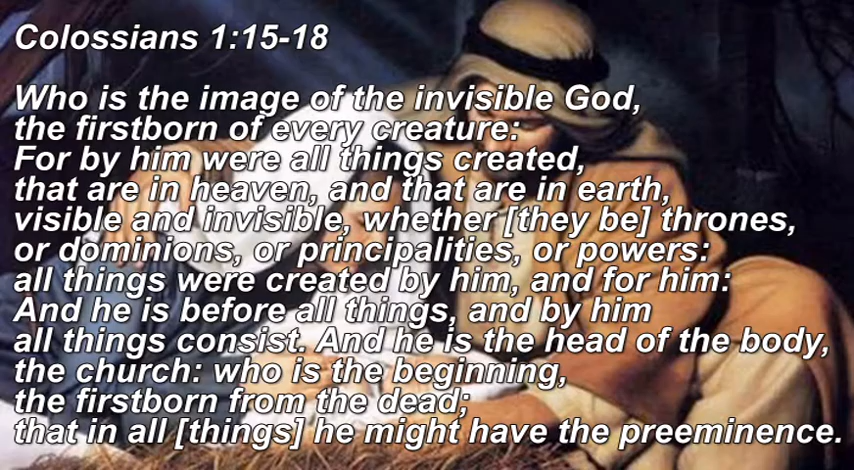 Colossians 1:15-18
Who is the image of the invisible God,
the firstborn of every creature:
For by him were all things created,
that are in heaven, and that are in earth,
visible and invisible, whether [they be] thrones,
or dominions, or principalities, or powers:
all things were created by him, and for him:
And he is before all things, and by him
all things consist. And he is the head of the body,
the church: who is the beginning,
the firstborn from the dead;
that in all [things] he might have the preeminence.